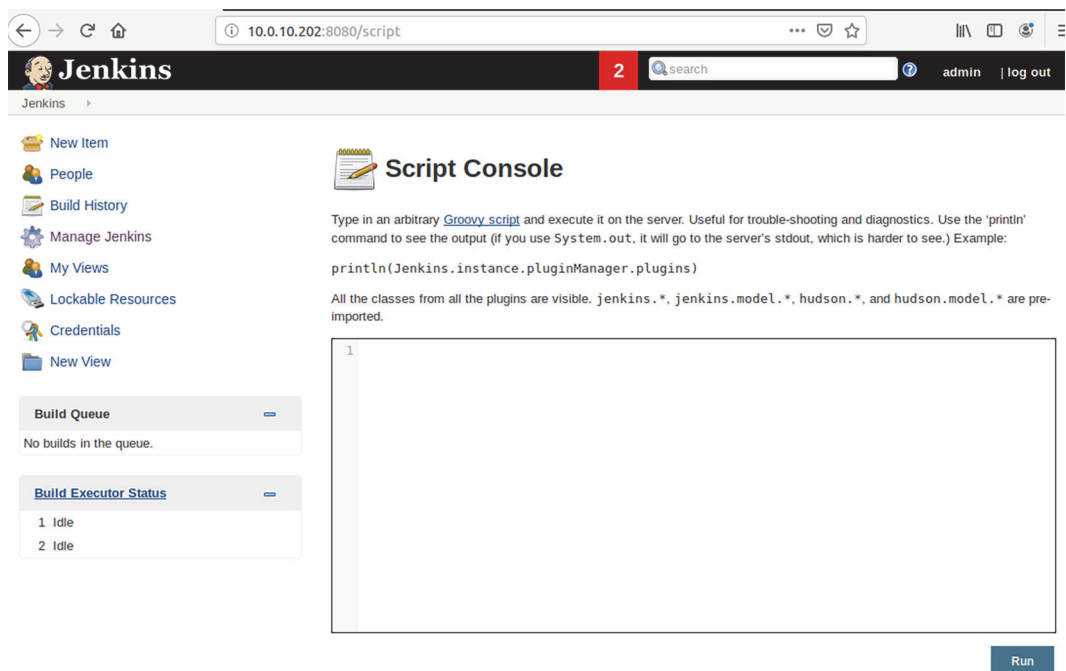 10.0.10.202:8080/script
Jenkins
2
search
admin | log out
Jenkins
New Item
People
Build History
Manage Jenkins
My Views
Lockable Resources
Credentials
New View
Build Queue
No builds in the queue.
Build Executor Status
1 Idle
2 Idle
Script Console
Type in an arbitrary Groovy script and execute it on the server. Useful for trouble-shooting and diagnostics. Use the ‘println’
command to see the output (if you use System.out, it will go to the server’s stdout, which is harder to see.) Example:
println(Jenkins.instance.pluginManager.plugins)
All the classes from all the plugins are visible. jenkins.*, jenkins.model.*, hudson.*, and hudson.model.* are pre-
imported.
1
Run